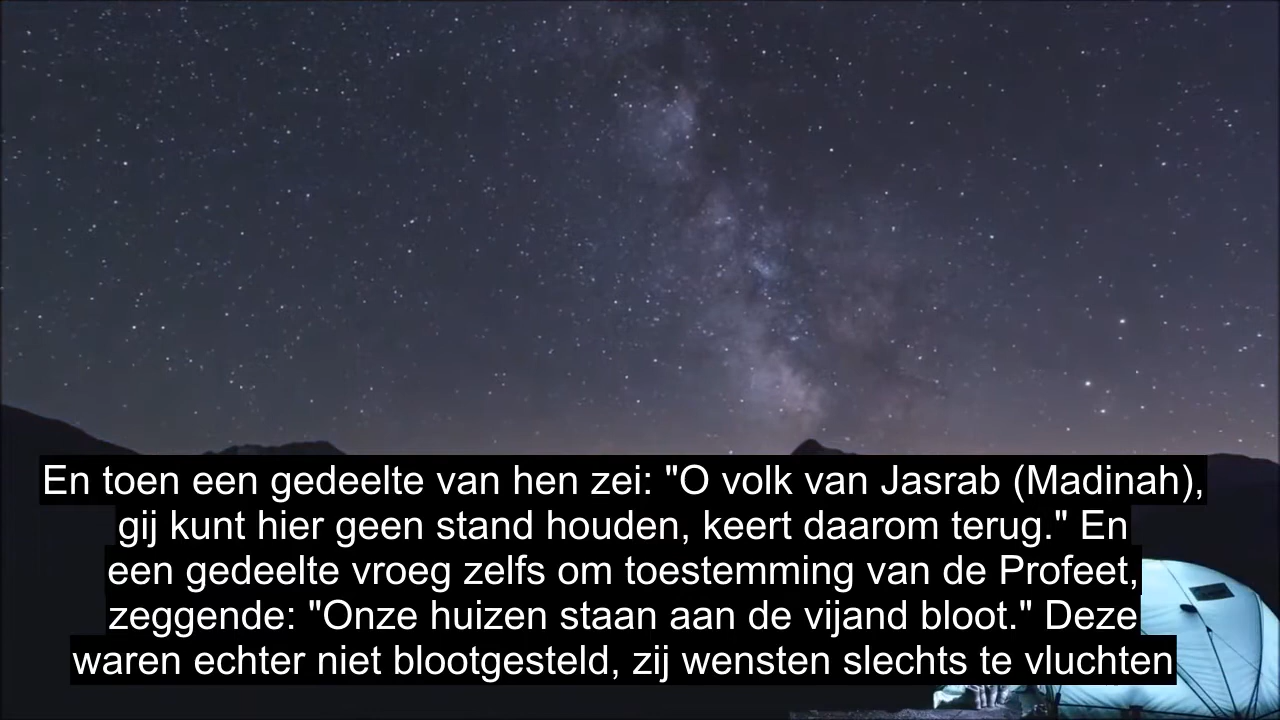 En toen een gedeelte van hen zei: "O volk van Jasrab (Madinah),
gij kunt hier geen stand houden, keert daarom terug." En
een gedeelte vroeg zelfs om toestemming van de Profeet,
zeggende: "Onze huizen staan aan de vijand bloot." Deze
waren echter niet blootgesteld, zij wensten slechts te vluchten